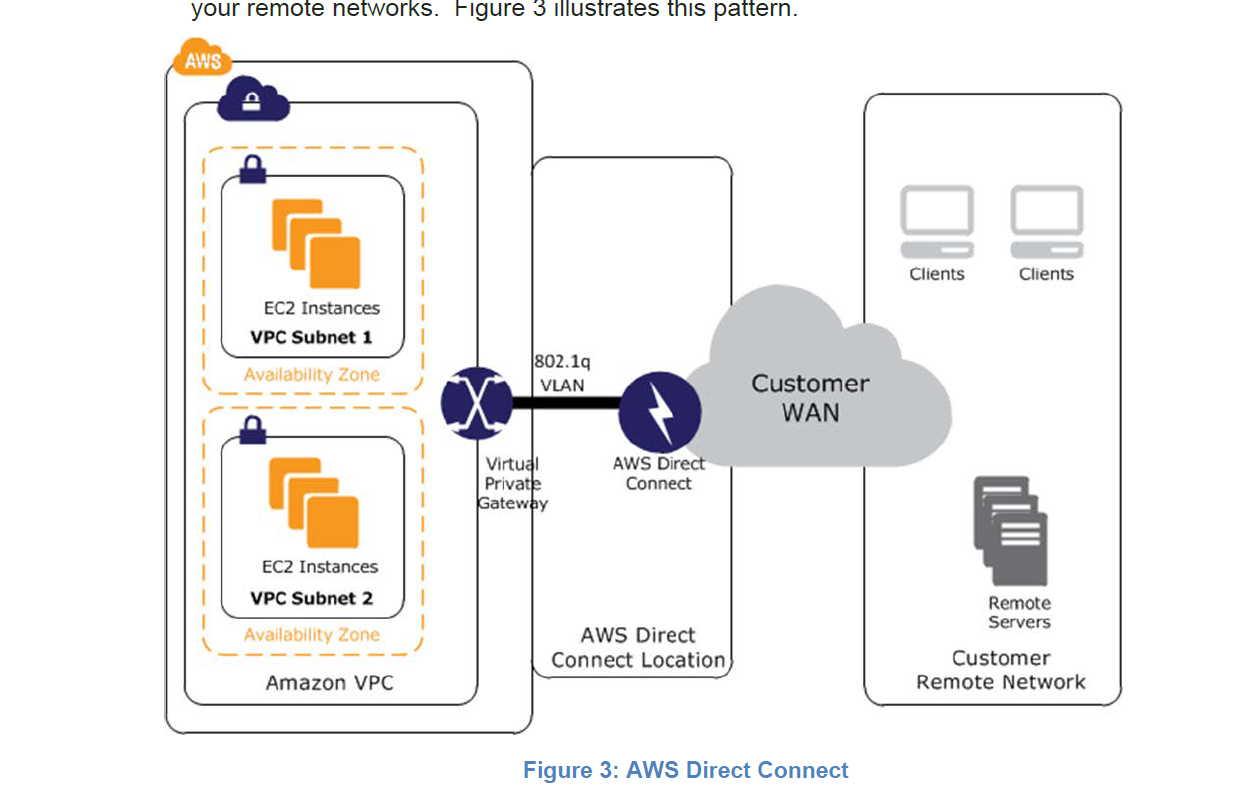 your remote networks.  Figure 3 illustrates this pattern.
AWS
EC2 Instances
VPC Subnet 1
Availability Zone
EC2 Instances
VPC Subnet 2
Availability Zone
Amazon VPC
802.1q
VLAN
Virtual
Private
Gateway
AWS Direct
Connect
AWS Direct
Connect Location
Customer
WAN
Clients
Clients
Remote
Servers
Customer
Remote Network
Figure 3: AWS Direct Connect